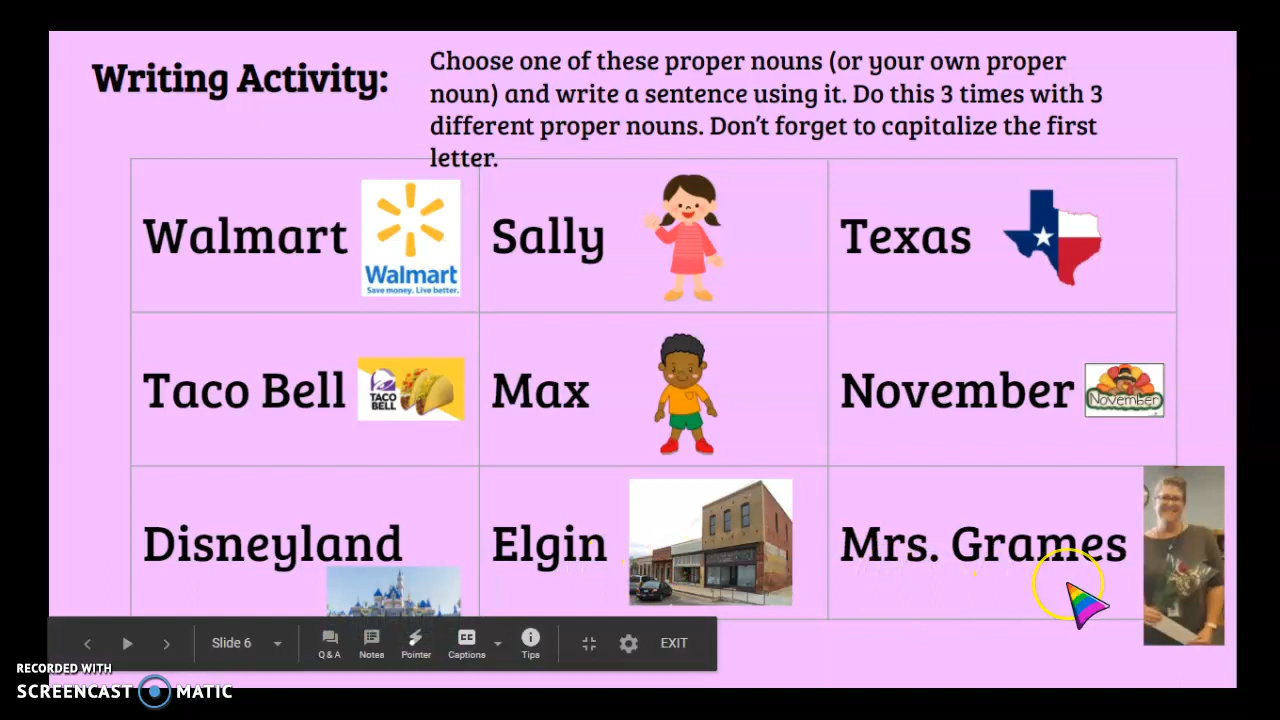 Writing Activity:
Choose one of these proper nouns (or your own proper
noun) and write a sentence using it. Do this 3 times with 3
different proper nouns. Don't forget to capitalize the first
letter.
Walmart
Walmart
Save money. Live better.
Sally
Texas
Taco Bell
TACO
BELL
Max
November
November
Disneyland
Elgin
Mrs. Grames
Slide 6
Q & A
Notes
Pointer
CC
Captions
Tips
EXIT
RECORDED WITH
SCREENCAST MATIC